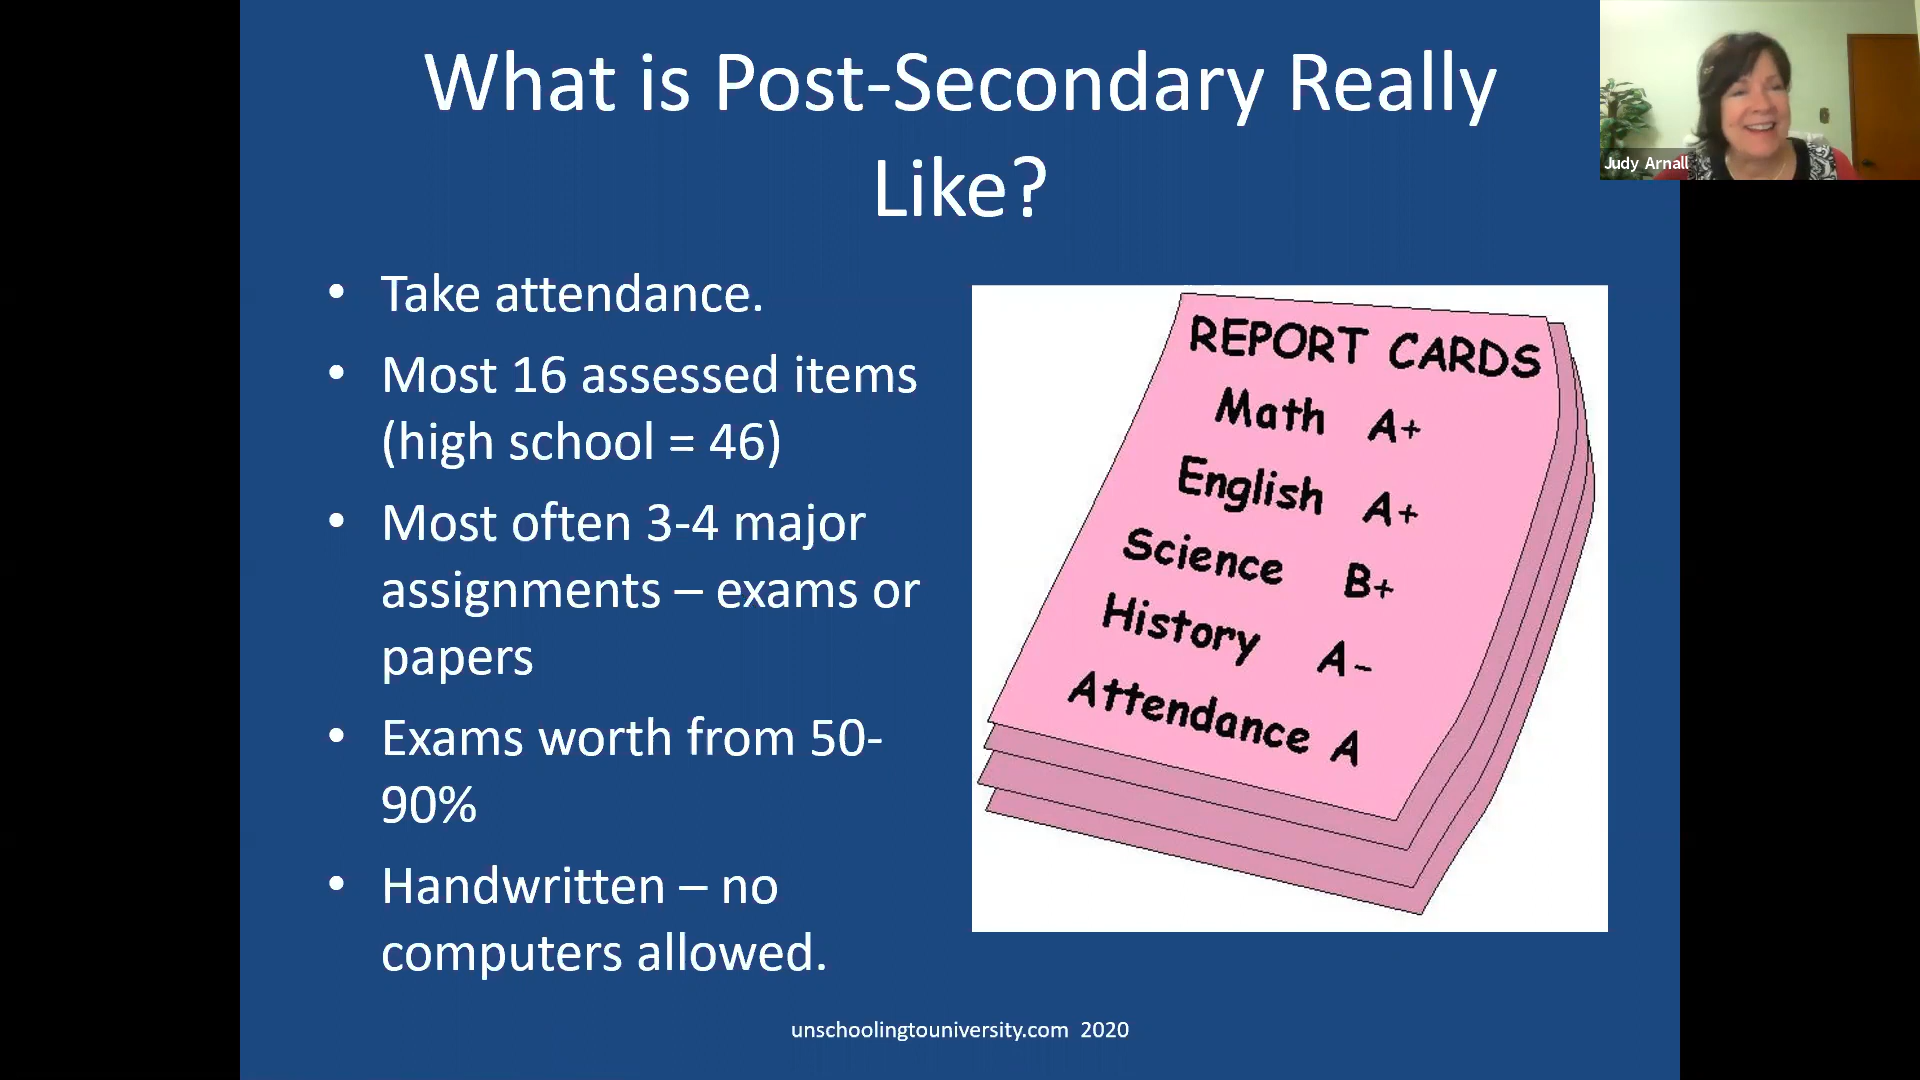 What is Post-Secondary Really
Like?
Judy Arnall
• Take attendance.
• Most 16 assessed items
(high school = 46)
• Most often 3-4 major
assignments – exams or
papers
• Exams worth from 50-
90%
• Handwritten – no
computers allowed.
REPORT CARDS
Math A+
English A+
Science B+
History A-
Attendance A
unschoolingtouniversity.com 2020